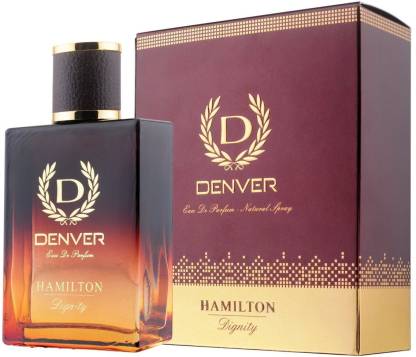 D
DENVER
Eau De Parfum
HAMILTON
Dignity
D
DENVER
Eau De Parfum - Natural Spray
HAMILTON
Dignity